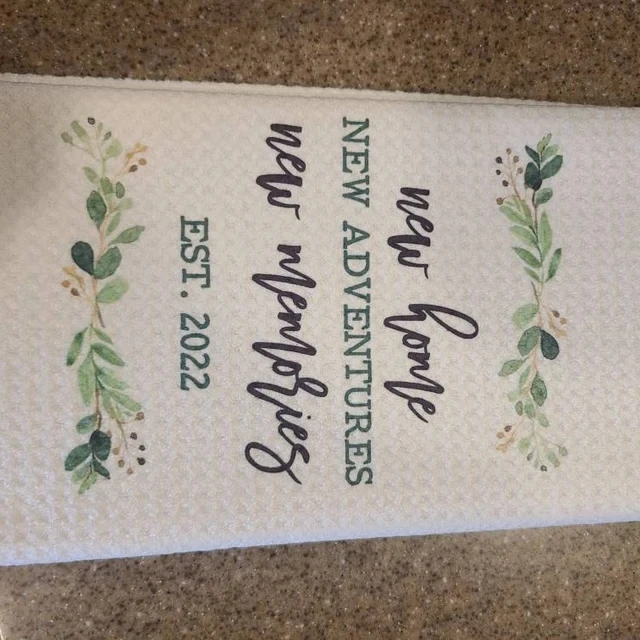 new home
NEW ADVENTURES
new memories
EST. 2022